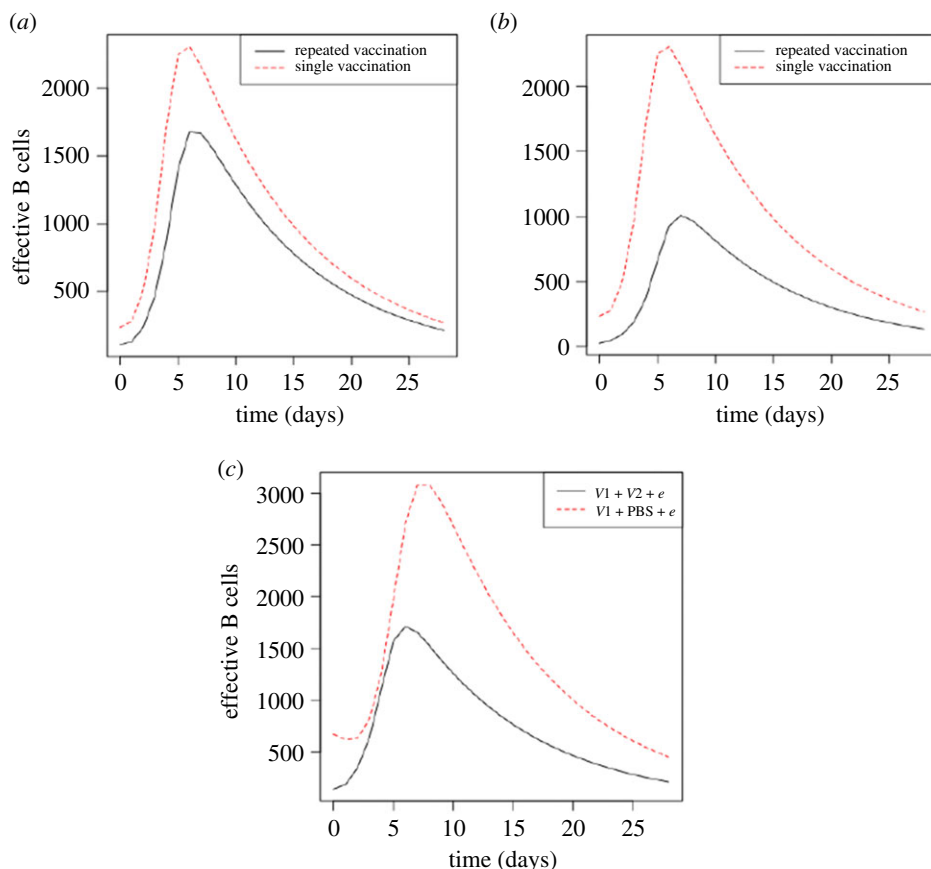 (a)
repeated vaccination
single vaccination
2000
1500
1000
500
effective B cells
0 5 10 15 20 25
time (days)
(b)
repeated vaccination
single vaccination
2000
1500
1000
500
0
0 5 10 15 20 25
time (days)
(c)
V1 + V2 + e
V1 + PBS + e
3000
2500
2000
1500
1000
500
effective B cells
0 5 10 15 20 25
time (days)